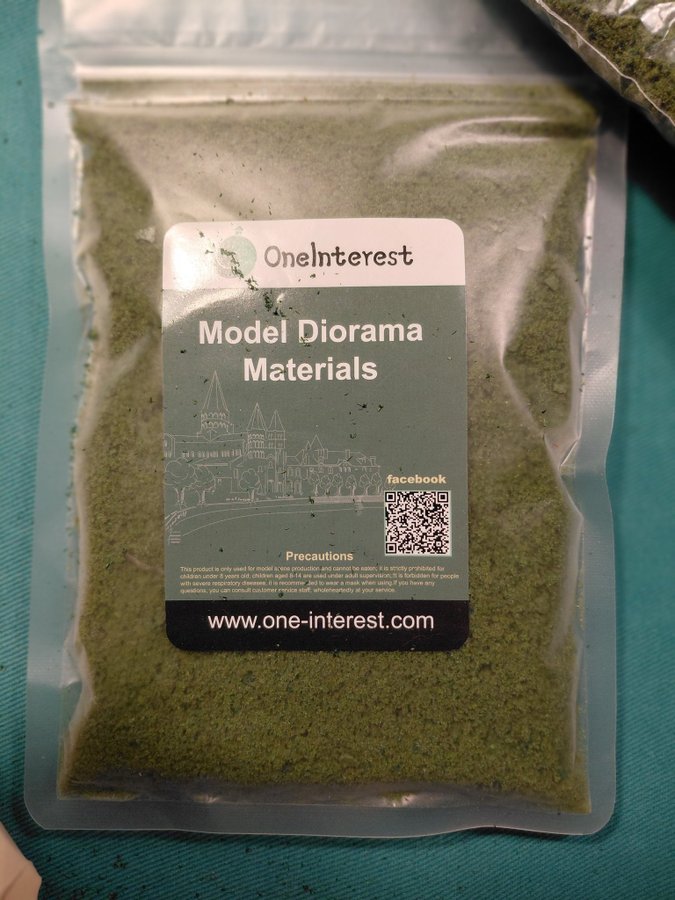 OneInterest
Model Diorama
Materials
facebook
Precautions
This product is only used for model scene production and cannot be eaten; it is strictly prohibited for
children under 8 years old; children aged 8-14 are used under adult supervision; It is forbidden for people
with severe respiratory diseases; it is recommended to wear a mask when using.If you have any
questions, you can consult customer service staff, wholeheartedly at your service.
www.one-interest.com